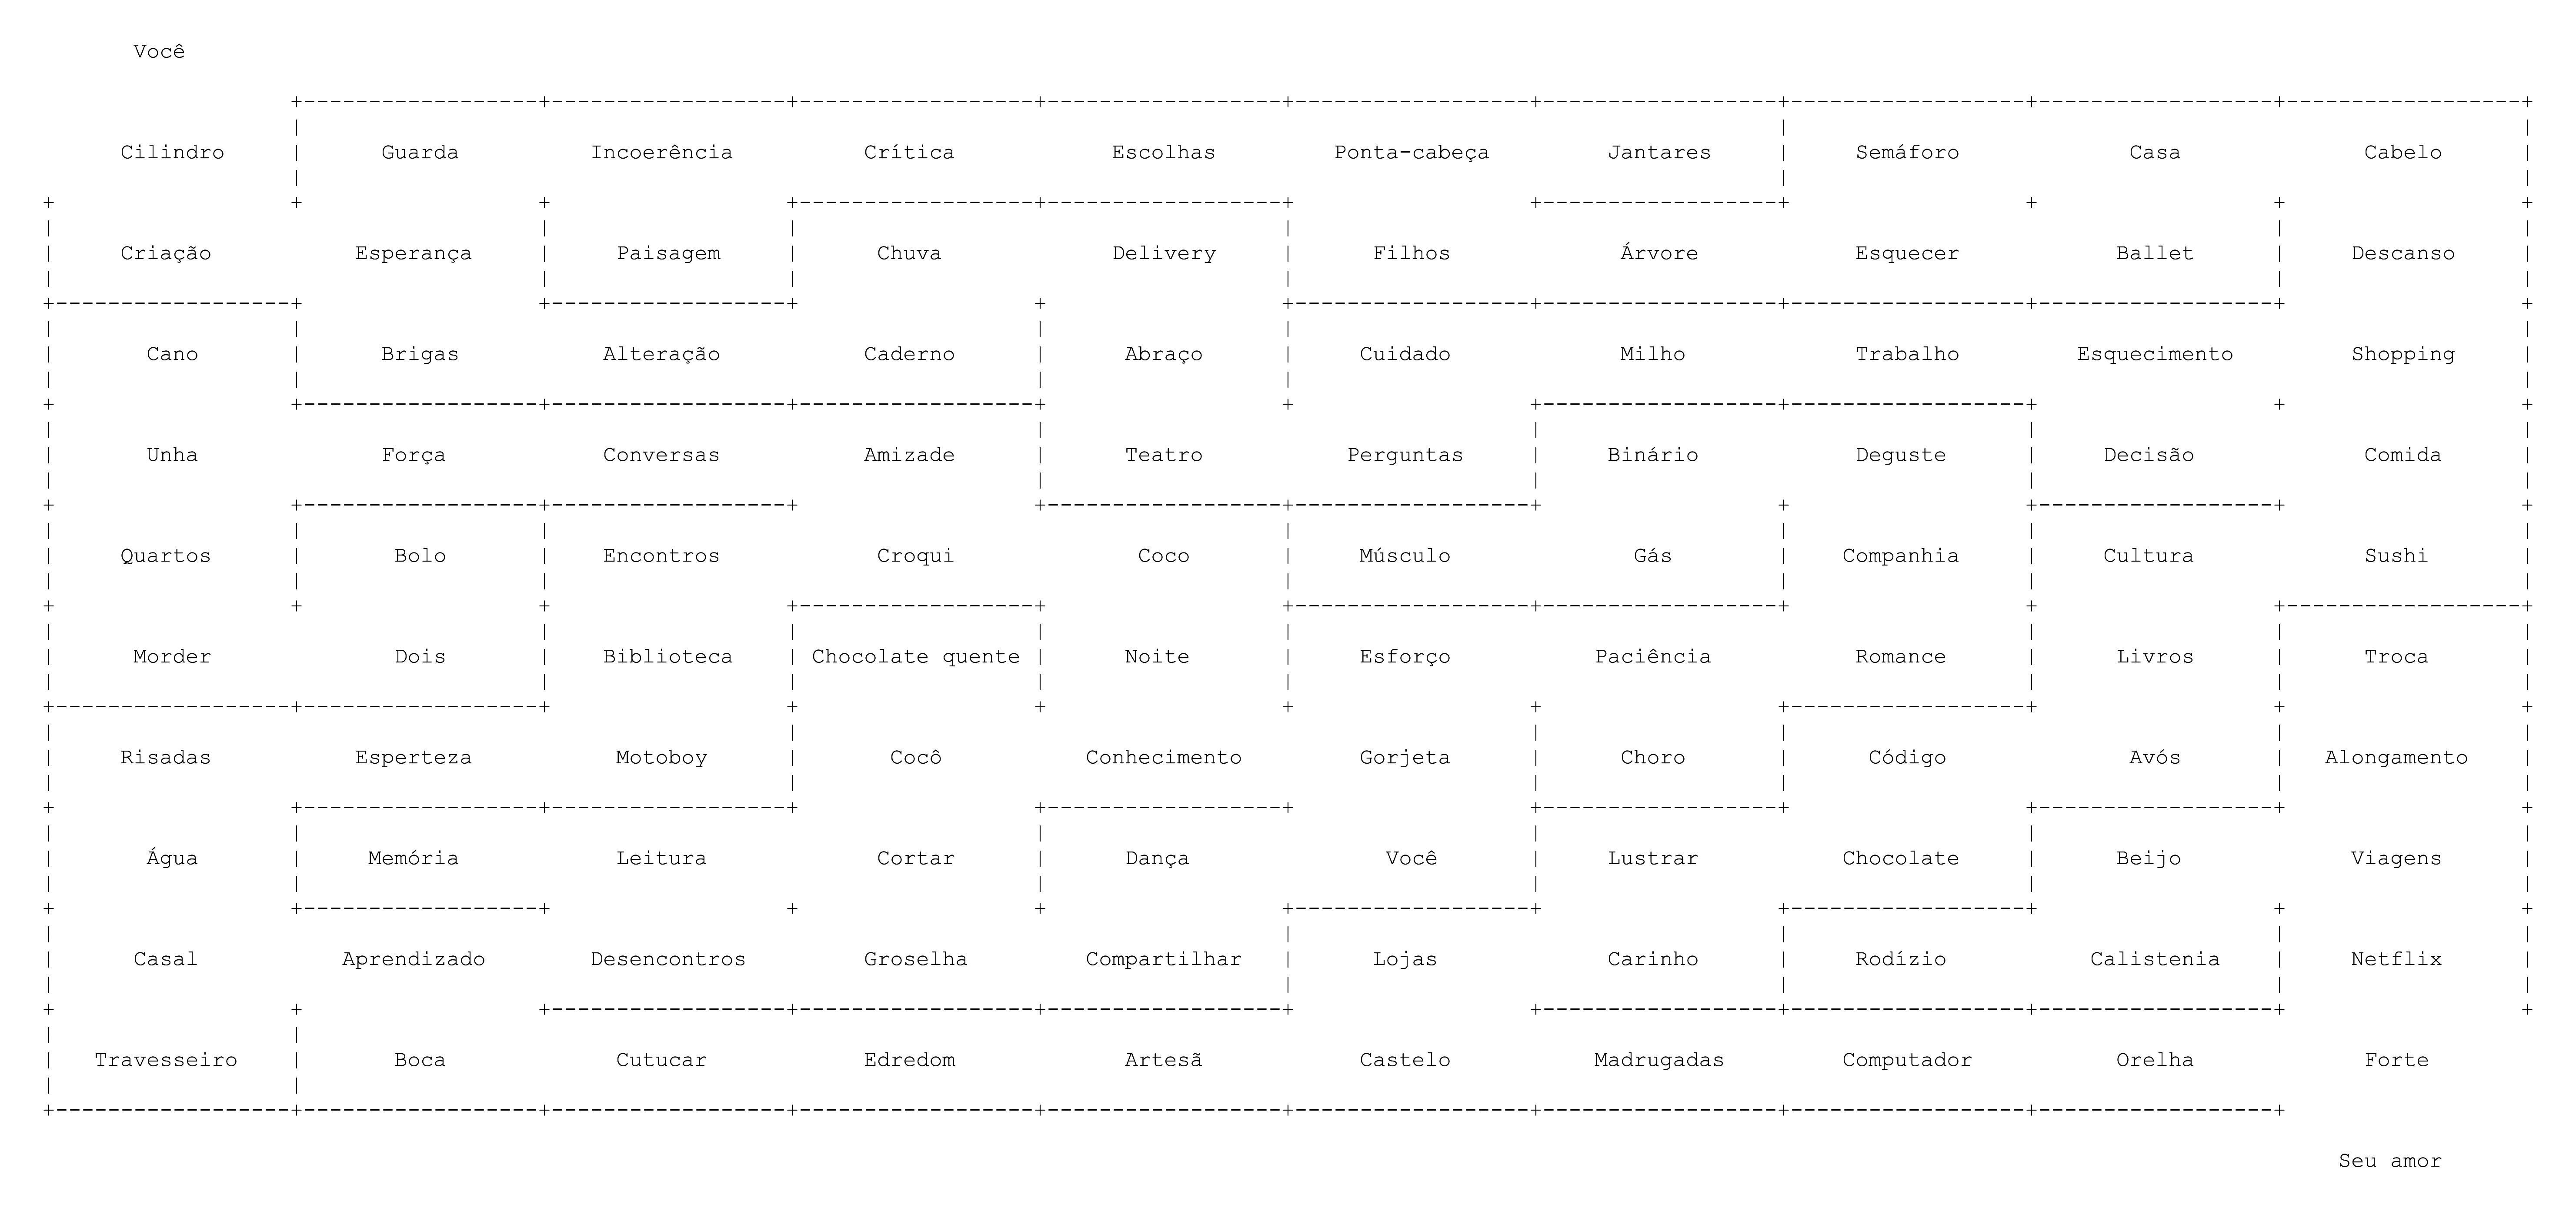 Você
Cilindro Guarda Incoerência Crítica Escolhas Ponta-cabeça Jantares Semáforo Casa Cabelo
Criação Esperança Paisagem Chuva Delivery Filhos Árvore Esquecer Ballet Descanso
Cano Brigas Alteração Caderno Abraço Cuidado Milho Trabalho Esquecimento Shopping
Unha Força Conversas Amizade Teatro Perguntas Binário Deguste Decisão Comida
Quartos Bolo Encontros Croqui Coco Músculo Gás Companhia Cultura Sushi
Morder Dois Biblioteca Chocolate quente Noite Esforço Paciência Romance Livros Troca
Risadas Esperteza Motoboy Cocô Conhecimento Gorjeta Choro Código Avós Alongamento
Água Memória Leitura Cortar Dança Você Lustrar Chocolate Beijo Viagens
Casal Aprendizado Desencontros Groselha Compartilhar Lojas Carinho Rodízio Calistenia Netflix
Travesseiro Boca Cutucar Edredom Artesã Castelo Madrugadas Computador Orelha Forte
Seu amor